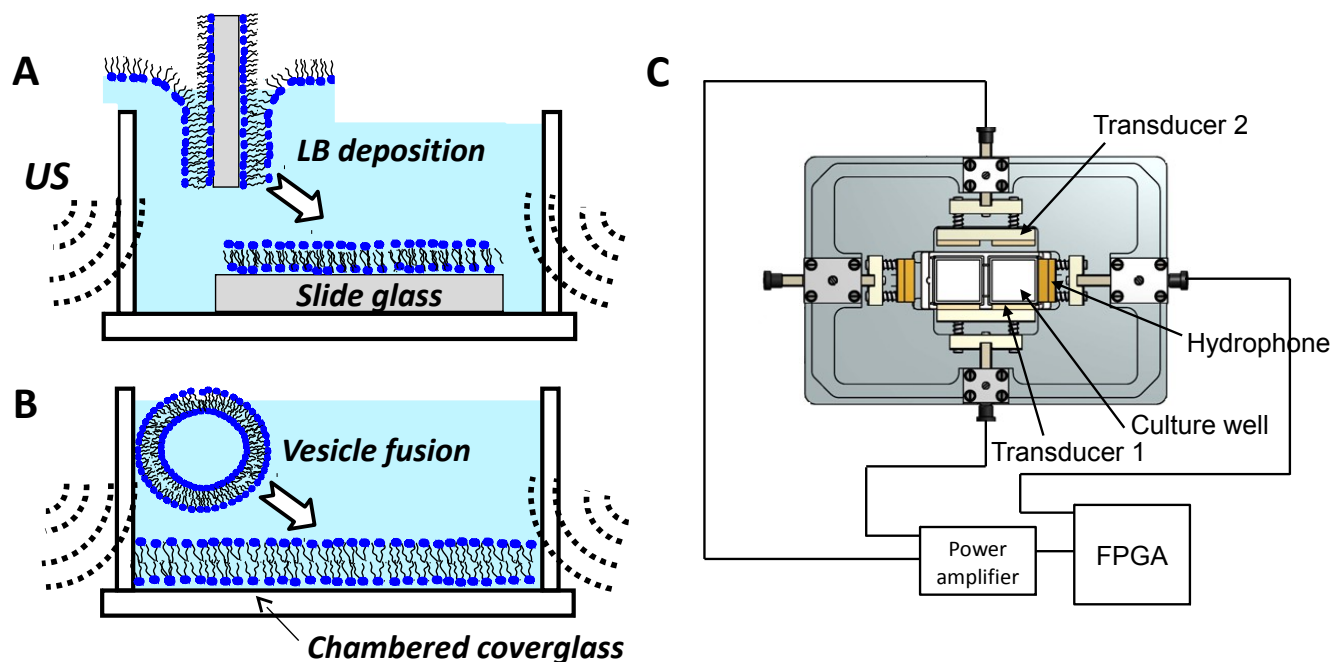 A
US
LB deposition
Slide glass
B
Vesicle fusion
Chambered coverglass
C
Transducer 2
Hydrophone
Culture well
Transducer 1
Power
amplifier
FPGA